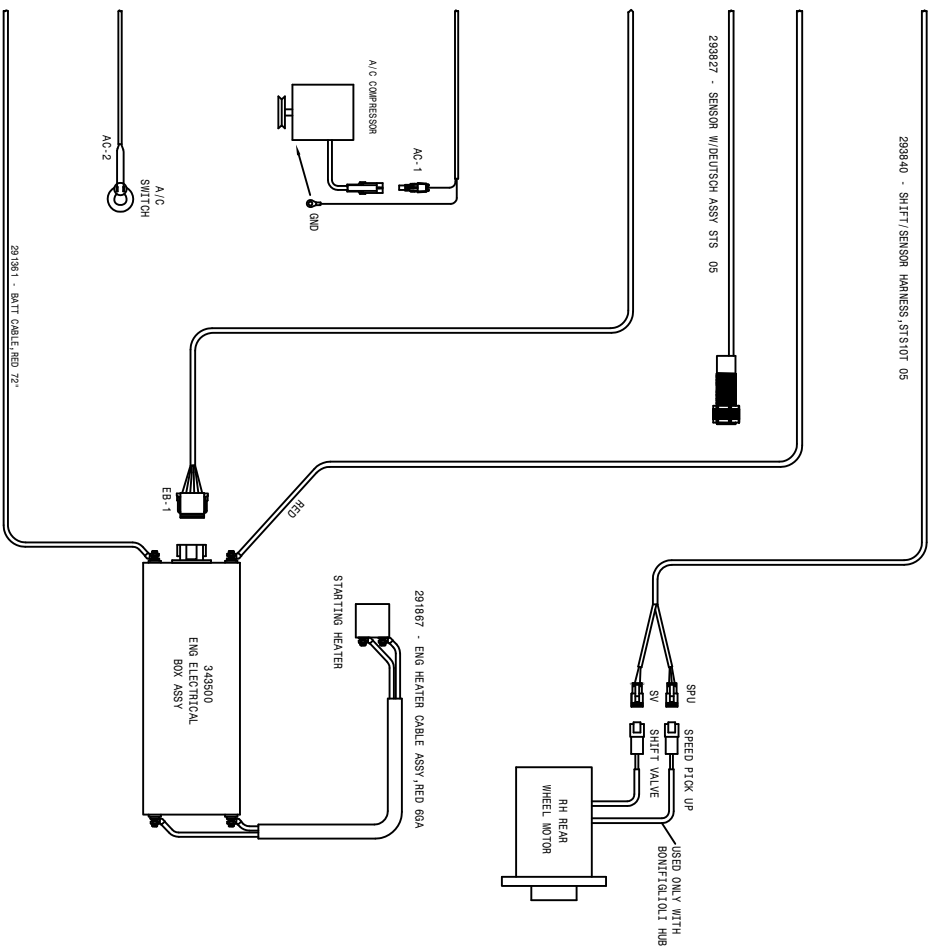 293840 - SHIFT/SENSOR HARNESS,STS10T 05
293827 - SENSOR W/DEUTSCH ASSY STS 05
A/C COMPRESSOR
AC-1
GND
AC-2
A/C
SWITCH
291361 - BATT CABLE,RED 72"
EB-1
RED
SPU
SV
SPEED PICK UP
SHIFT VALVE
RH REAR
WHEEL MOTOR
USED ONLY WITH
BONIFIGLIOLI HUB
291867 - ENG HEATER CABLE ASSY,RED 6GA
STARTING HEATER
343500
ENG ELECTRICAL
BOX ASSY